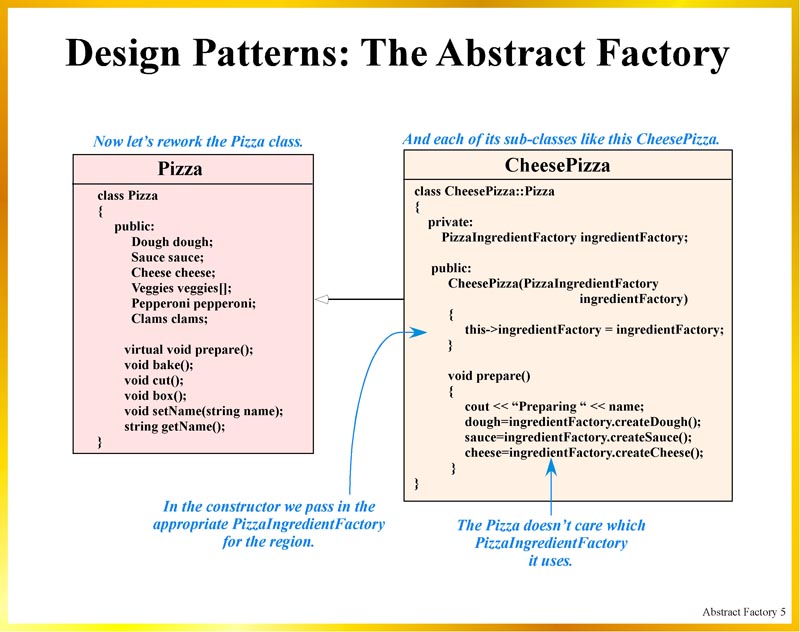 Design Patterns: The Abstract Factory
Now let's rework the Pizza class.
Pizza
class Pizza
{
public:
Dough dough;
Sauce sauce;
Cheese cheese;
Veggies veggies[];
Pepperoni pepperoni;
Clams clams;
virtual void prepare();
void bake();
void cut();
void box();
void setName(string name);
string getName();
}
In the constructor we pass in the
appropriate PizzaIngredientFactory
for the region.
And each of its sub-classes like this CheesePizza.
CheesePizza
class CheesePizza::Pizza
{
private:
PizzaIngredientFactory ingredientFactory;
public:
CheesePizza(PizzaIngredientFactory
ingredientFactory)
{
this->ingredientFactory = ingredientFactory;
}
void prepare()
{
cout << “Preparing “ << name;
dough=ingredientFactory.createDough();
sauce=ingredientFactory.createSauce();
cheese=ingredientFactory.createCheese();
}
}
The Pizza doesn't care which
PizzaIngredientFactory
it uses.
Abstract Factory 5